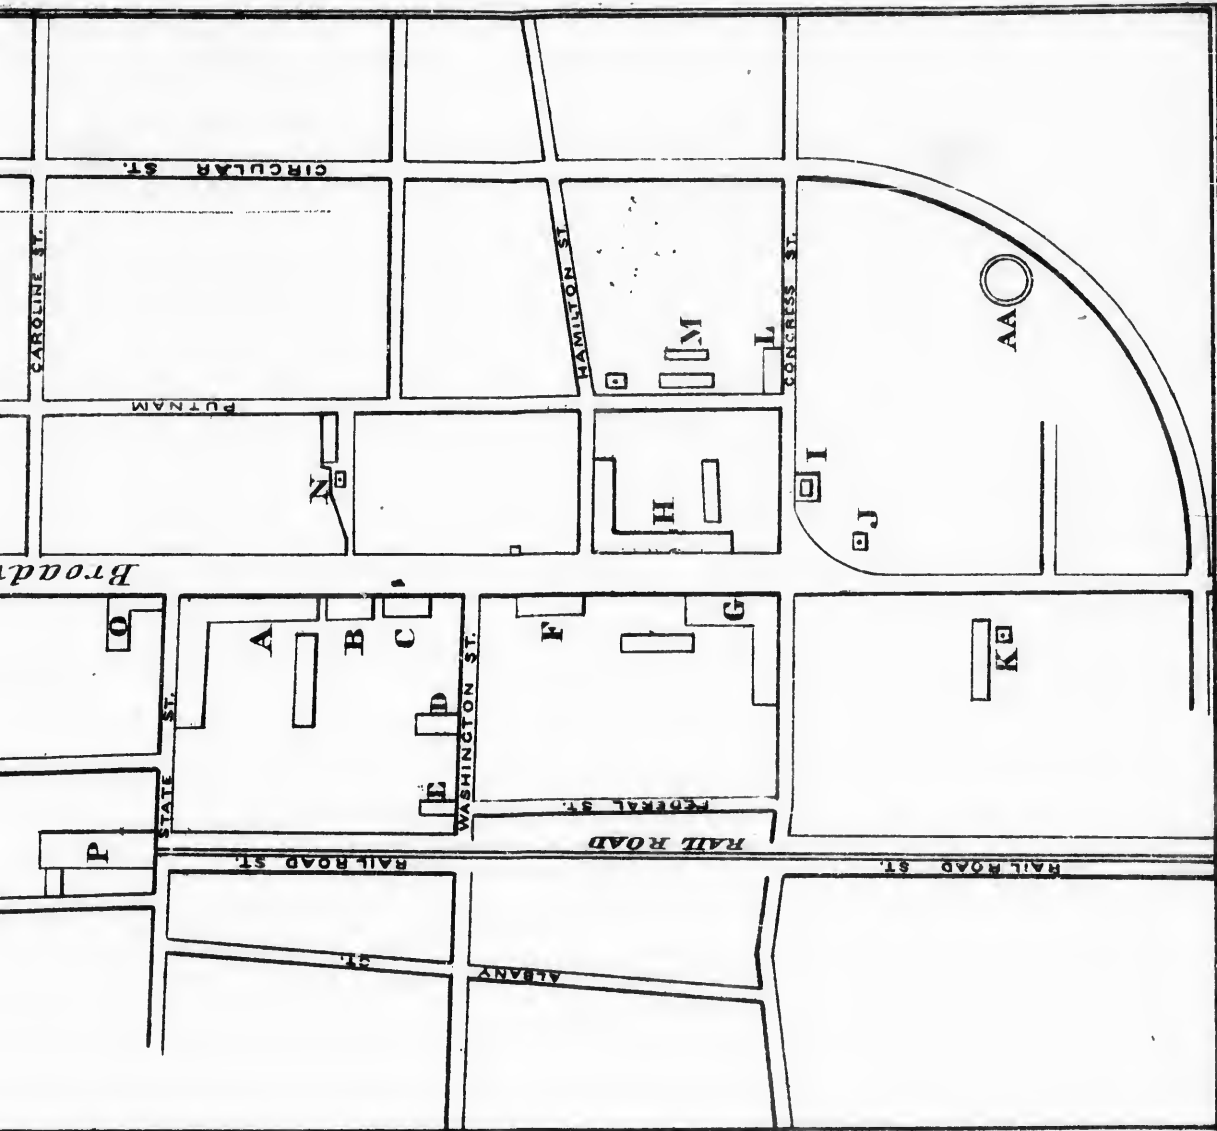 CIRCULAR ST.
CAROLINE ST.
HAMILTON ST.
CONGRESS ST.
AA
M
L
PUTNAM
I
N
H
J
Broadw
O
A
B
C
F
G
K
STATE ST.
D
WASHINGTON ST.
E
FEDERAL ST.
RAIL ROAD
P
RAIL ROAD ST.
RAIL ROAD ST.
ALBANY ST.